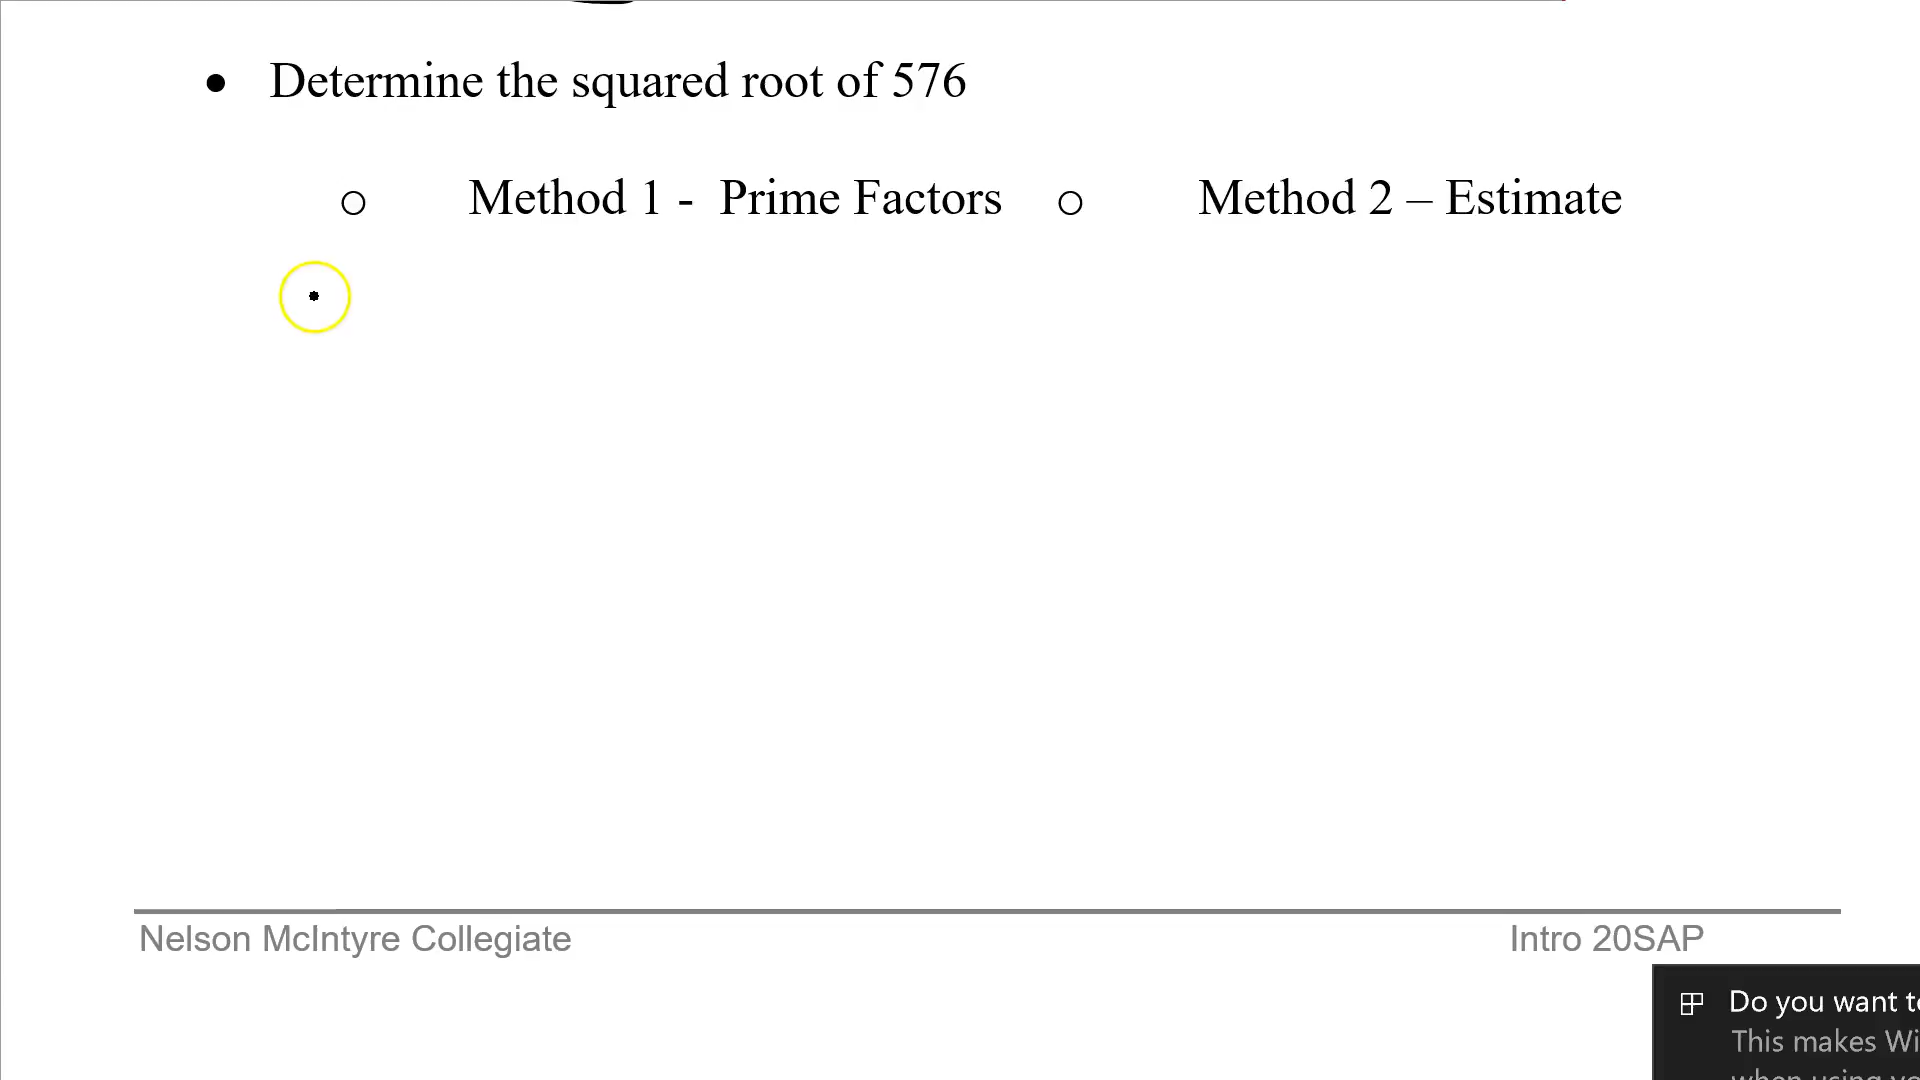 • Determine the squared root of 576
o Method 1 - Prime Factors o Method 2 – Estimate
Nelson McIntyre Collegiate Intro 20SAP
Do you want
This makes